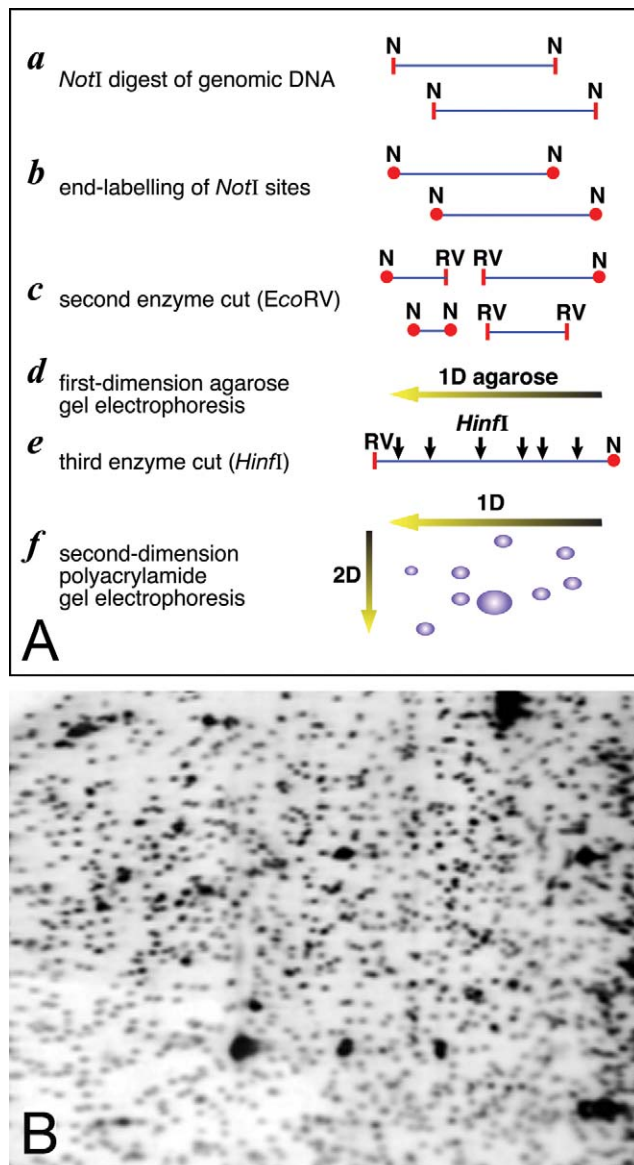 a
NotI digest of genomic DNA
N N
N N
b
end-labelling of NotI sites
N N
N N
c
second enzyme cut (EcoRV)
N RV RV N
N N RV RV
d
first-dimension agarose
gel electrophoresis
1D agarose
e
third enzyme cut (HinfI)
HinfI
RV N
f
second-dimension
polyacrylamide
gel electrophoresis
1D
2D
A
B